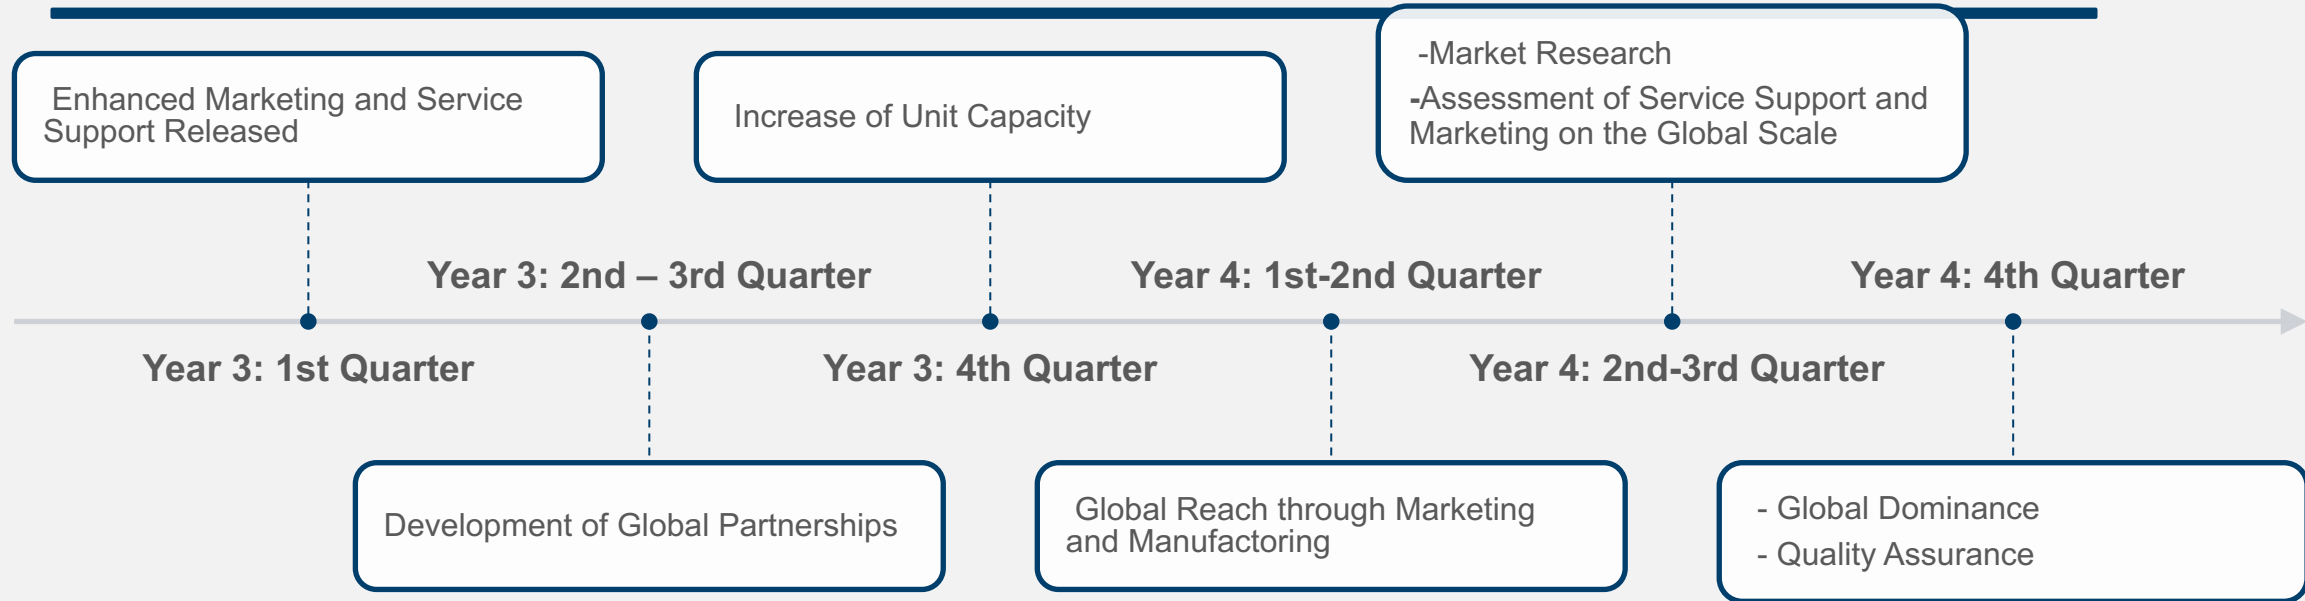 Enhanced Marketing and Service
Support Released
Increase of Unit Capacity
-Market Research
-Assessment of Service Support and
Marketing on the Global Scale
Year 3: 2nd – 3rd Quarter
Year 4: 1st-2nd Quarter
Year 4: 4th Quarter
Year 3: 1st Quarter
Year 3: 4th Quarter
Year 4: 2nd-3rd Quarter
Development of Global Partnerships
Global Reach through Marketing
and Manufactoring
- Global Dominance
- Quality Assurance